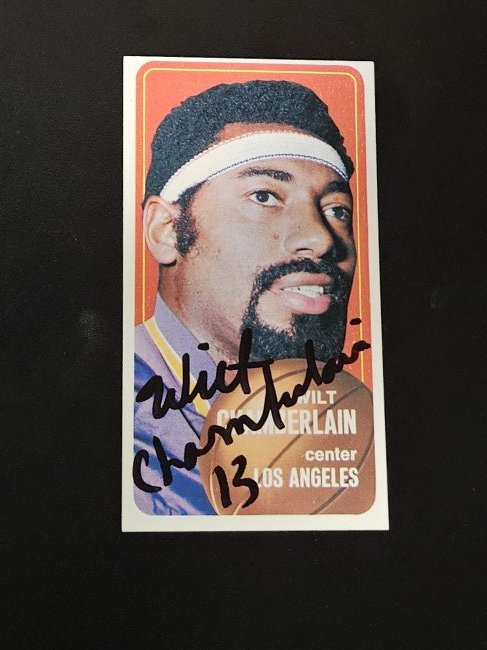 WILT
CHAMBERLAIN
center
LOS ANGELES
Wilt
Chamberlain
13